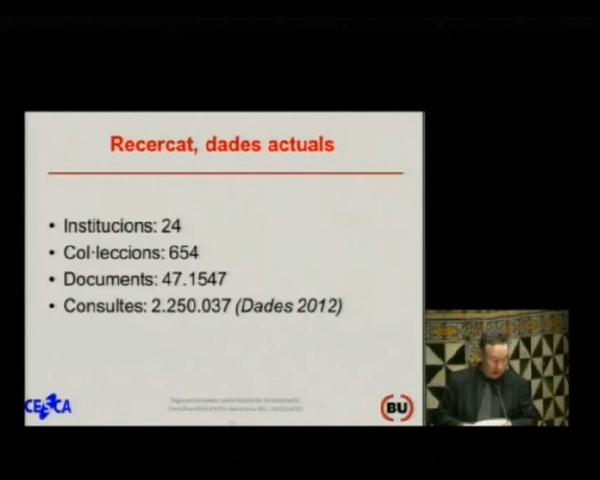 Recercat, dades actuals
• Institucions: 24
• Col·leccions: 654
• Documents: 47.1547
• Consultes: 2.250.037 (Dades 2012)
CESCA
BU